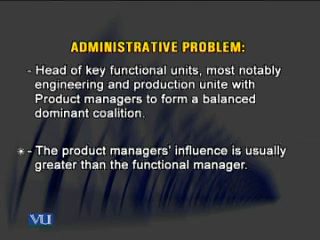 ADMINISTRATIVE PROBLEM:
- Head of key functional units, most notably
engineering and production unite with
Product managers to form a balanced
dominant coalition.
✴ - The product managers' influence is usually
greater than the functional manager.
VU